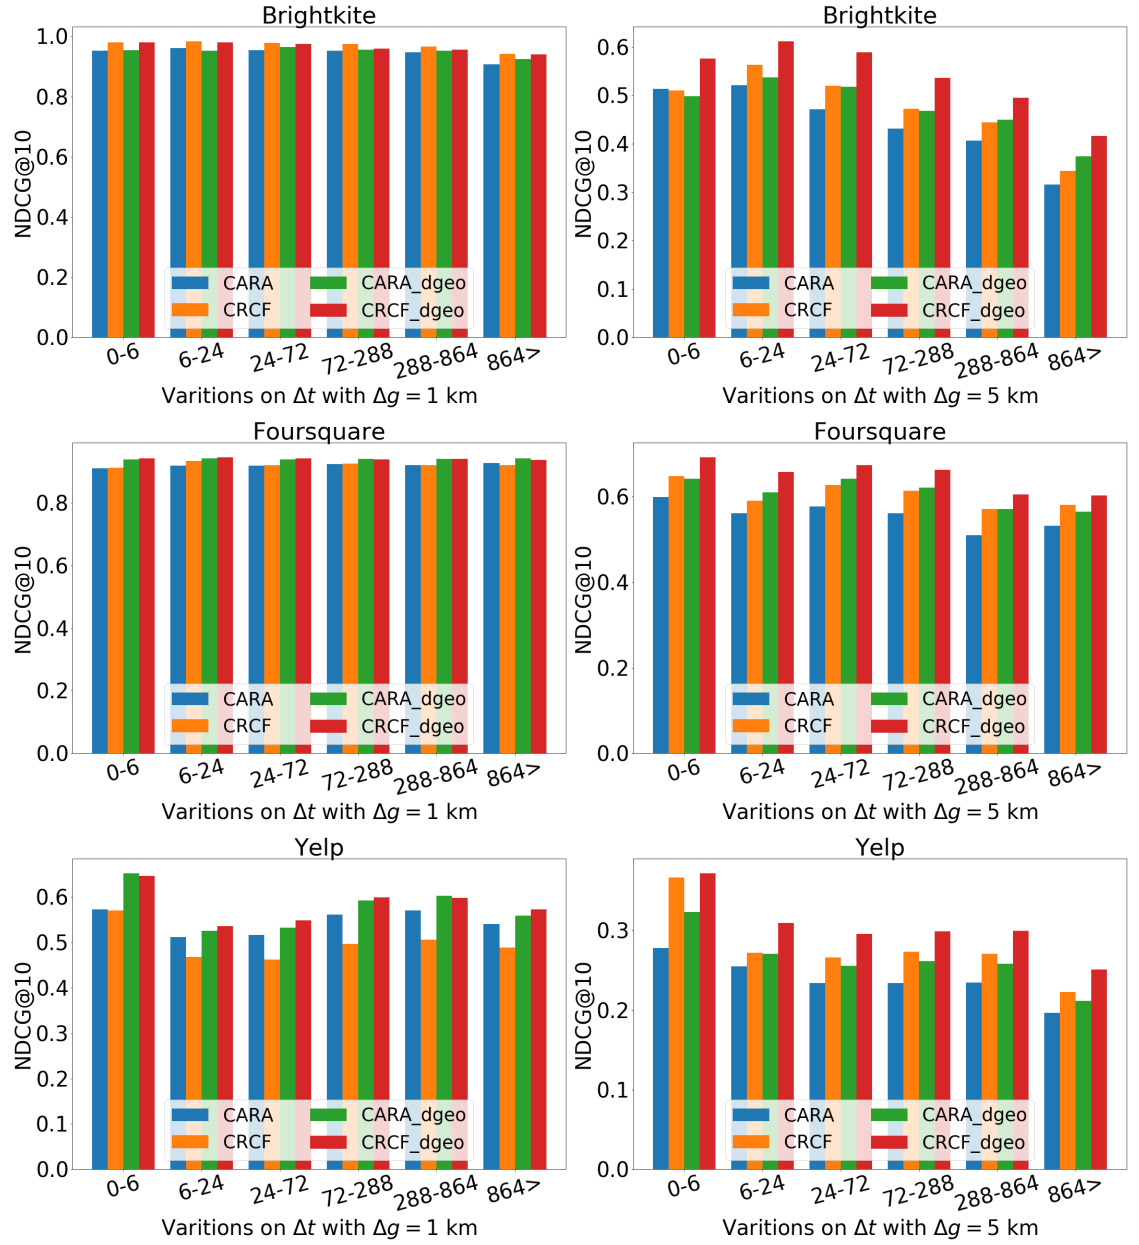 Brightkite
NDCG@10
1.0
0.8
0.6
0.4
0.2
0.0
CARA CARA_dgeo
CRCF CRCF_dgeo
0-6 6-24 24-72 72-288 288-864 864>
Varitions on Δt with Δg = 1 km
Brightkite
NDCG@10
0.6
0.5
0.4
0.3
0.2
0.1
0.0
CARA CARA_dgeo
CRCF CRCF_dgeo
0-6 6-24 24-72 72-288 288-864 864>
Varitions on Δt with Δg = 5 km
Foursquare
NDCG@10
0.8
0.6
0.4
0.2
0.0
CARA CARA_dgeo
CRCF CRCF_dgeo
0-6 6-24 24-72 72-288 288-864 864>
Varitions on Δt with Δg = 1 km
Foursquare
NDCG@10
0.6
0.4
0.2
0.0
CARA CARA_dgeo
CRCF CRCF_dgeo
0-6 6-24 24-72 72-288 288-864 864>
Varitions on Δt with Δg = 5 km
Yelp
NDCG@10
0.6
0.5
0.4
0.3
0.2
0.1
0.0
CARA CARA_dgeo
CRCF CRCF_dgeo
0-6 6-24 24-72 72-288 288-864 864>
Varitions on Δt with Δg = 1 km
Yelp
NDCG@10
0.3
0.2
0.1
0.0
CARA CARA_dgeo
CRCF CRCF_dgeo
0-6 6-24 24-72 72-288 288-864 864>
Varitions on Δt with Δg = 5 km